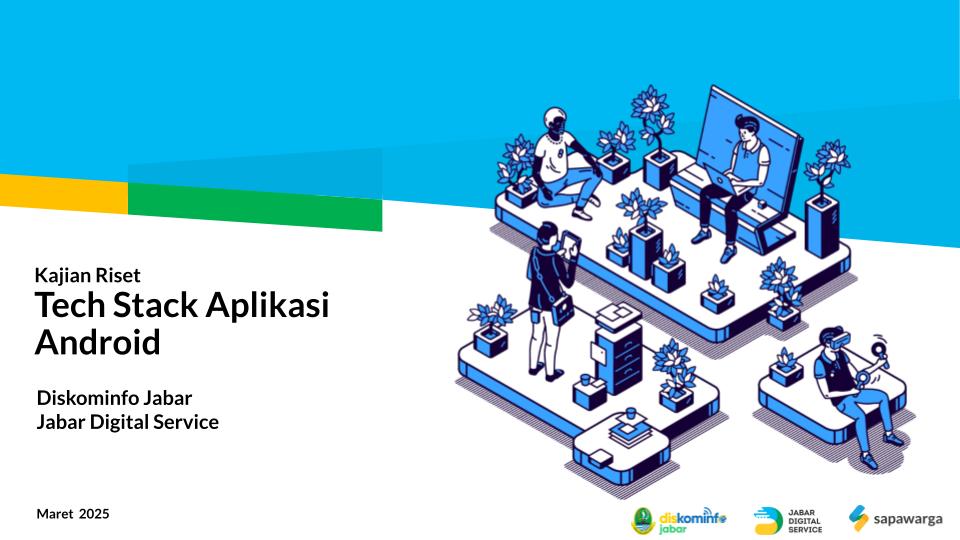 Kajian Riset
Tech Stack Aplikasi
Android
Diskominfo Jabar
Jabar Digital Service
Maret 2025
diskominfo
jabar
JABAR
DIGITAL
SERVICE
sapawarga